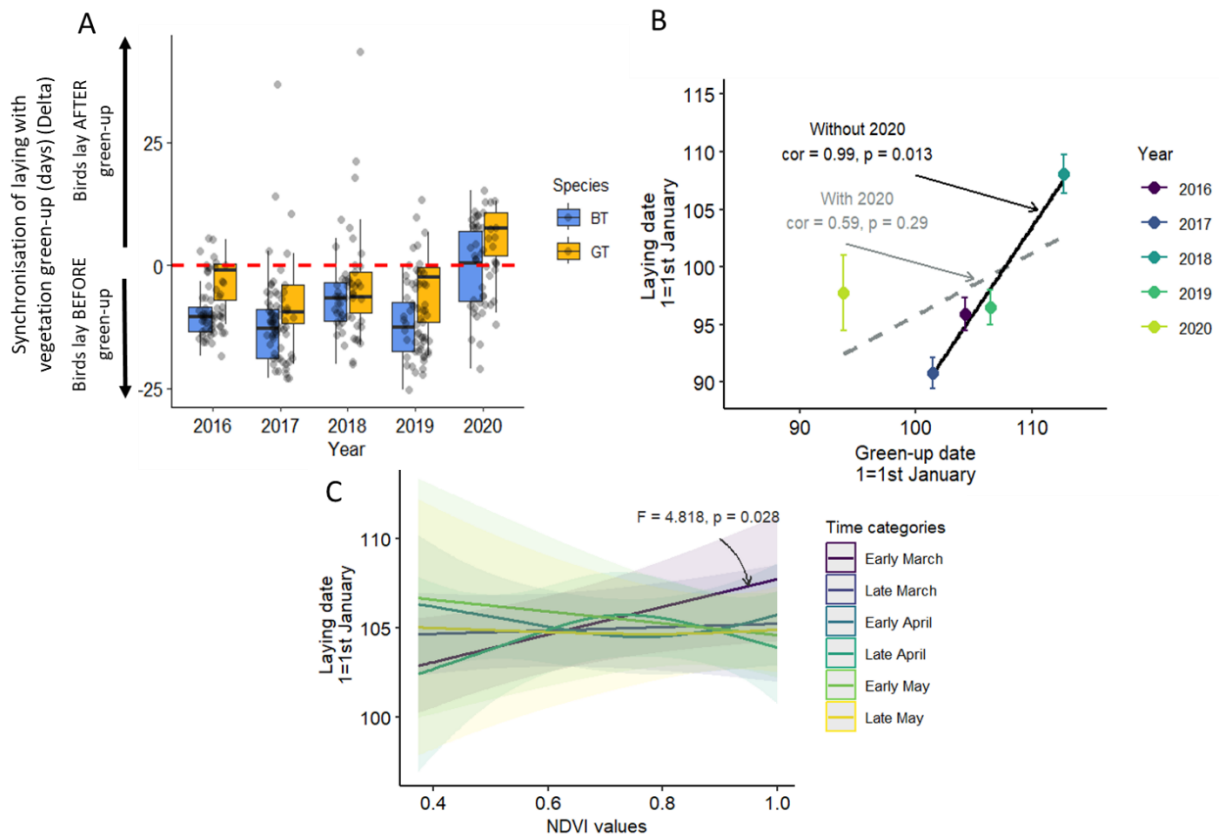 A
Synchronisation of laying with
vegetation green-up (days) (Delta)
Birds lay AFTER
green-up
Birds lay BEFORE
green-up
25
0
-25
2016
2017
2018
2019
2020
Year
Species
BT
GT
B
Laying date
1=1st January
115
110
105
100
95
90
Without 2020
cor = 0.99, p = 0.013
With 2020
cor = 0.59, p = 0.29
90
100
110
Green-up date
1=1st January
Year
2016
2017
2018
2019
2020
C
Laying date
1=1st January
110
105
100
F = 4.818, p = 0.028
0.4
0.6
0.8
1.0
NDVI values
Time categories
Early March
Late March
Early April
Late April
Early May
Late May